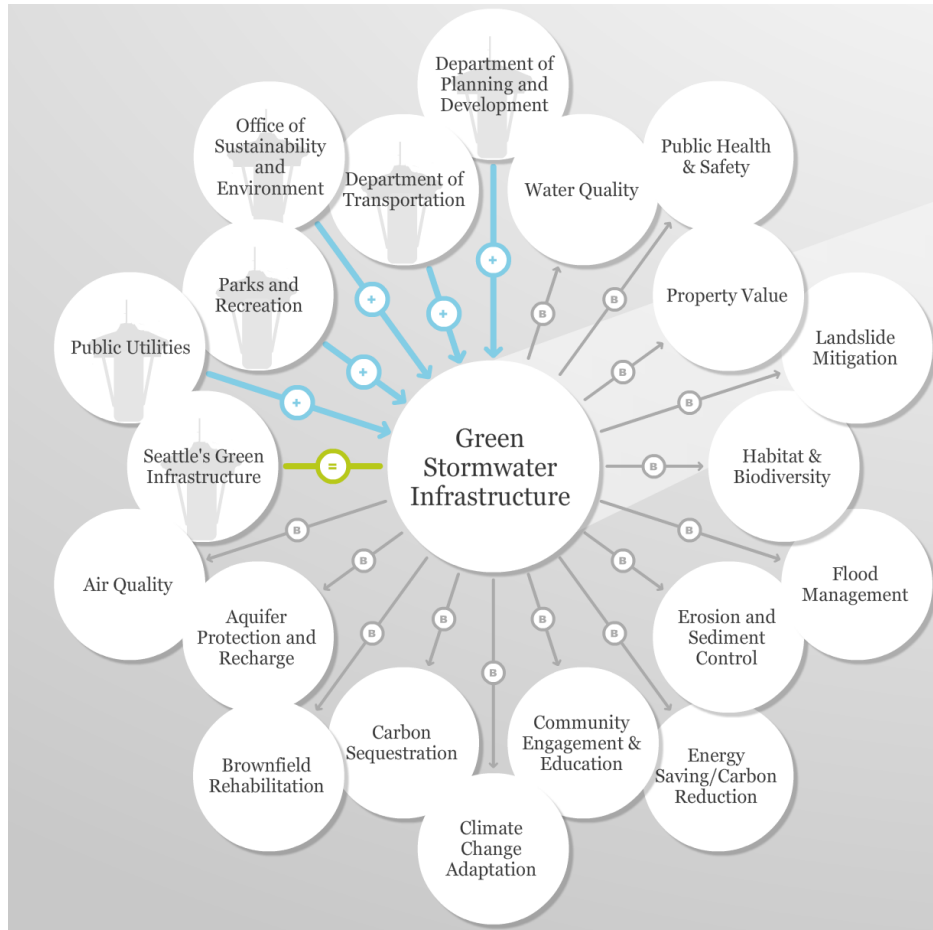 Department of
Planning and
Development
Office of
Sustainability
and
Environment
Department of
Transportation
Water Quality
Public Health
& Safety
Parks and
Recreation
Property Value
Public Utilities
Landslide
Mitigation
+
+
+
+
+
B
B
B
B
Seattle's Green
Infrastructure
=
Green
Stormwater
Infrastructure
B
Habitat &
Biodiversity
B
B
B
B
B
B
B
B
B
B
Air Quality
Flood
Management
Aquifer
Protection and
Recharge
Erosion and
Sediment
Control
Brownfield
Rehabilitation
Carbon
Sequestration
Community
Engagement &
Education
Energy
Saving/Carbon
Reduction
Climate
Change
Adaptation